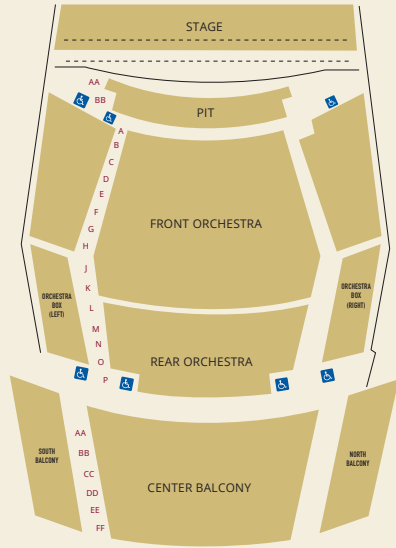 STAGE
AA
BB
PIT
A
B
C
D
E
F
G
H
J
K
L
M
N
O
P
FRONT ORCHESTRA
ORCHESTRA
BOX
(LEFT)
ORCHESTRA
BOX
(RIGHT)
REAR ORCHESTRA
SOUTH
BALCONY
AA
BB
CC
DD
EE
FF
CENTER BALCONY
NORTH
BALCONY